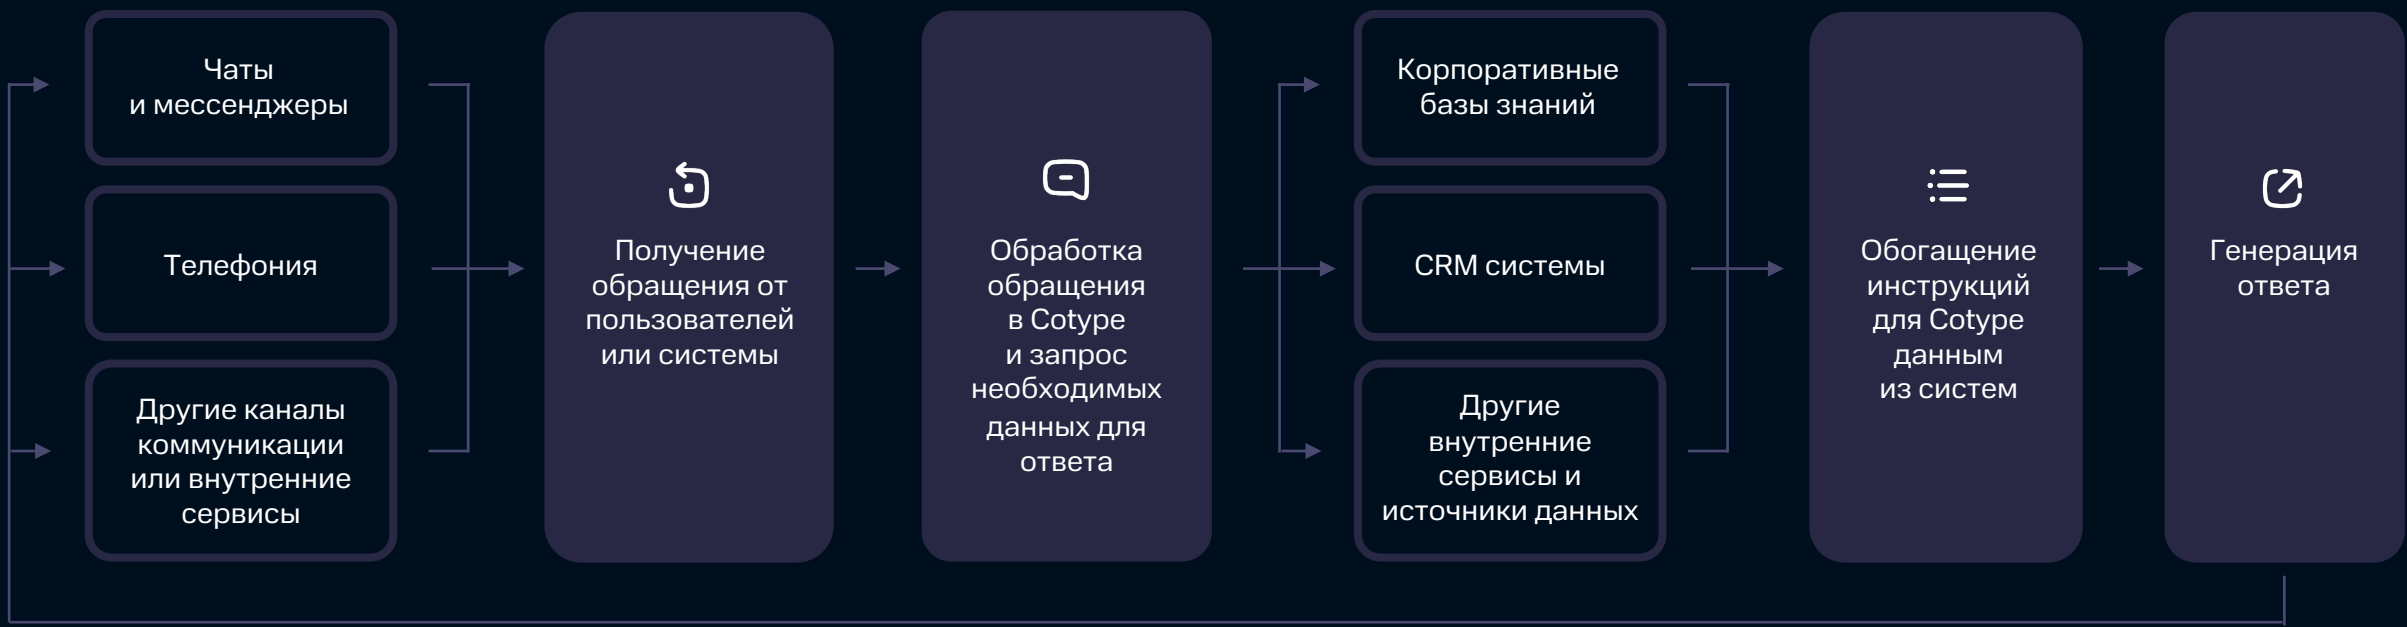 Чаты
и мессенджеры
Телефония
Другие каналы
коммуникации
или внутренние
сервисы
Получение
обращения от
пользователей
или системы
Обработка
обращения
в Cotype
и запрос
необходимых
данных для
ответа
Корпоративные
базы знаний
CRM системы
Другие
внутренние
сервисы и
источники данных
Обогащение
инструкций
для Cotype
данным
из систем
Генерация
ответа